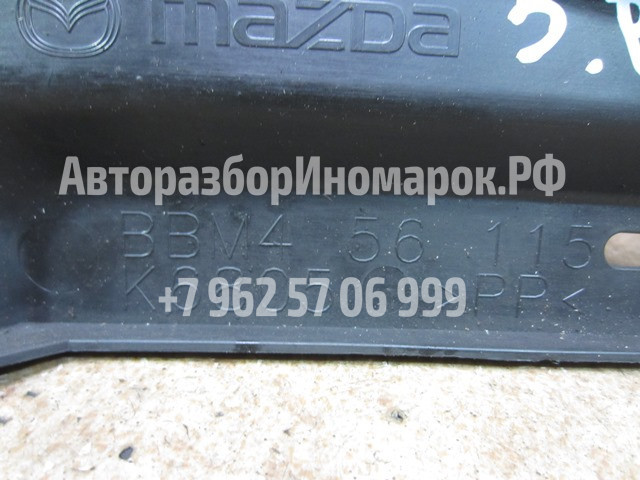 mazda
АвторазборИномарок.РФ
BBM4 56 115
+7 962 57 06 999
>PP<